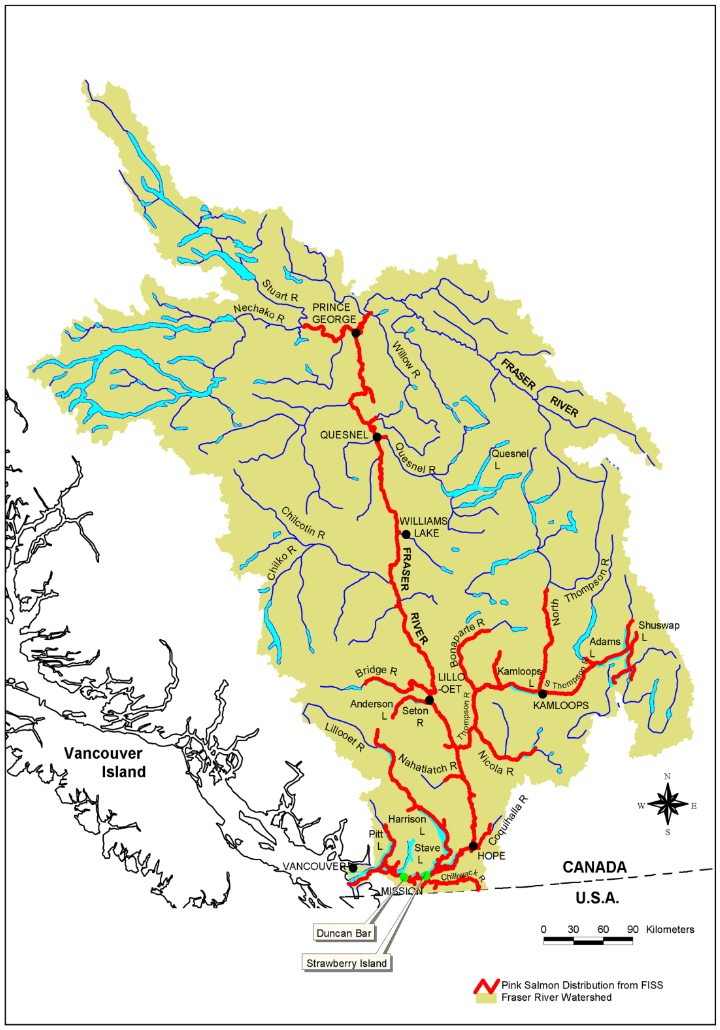 Stuart R
Nechako R
PRINCE
GEORGE
Willow R
FRASER
RIVER
QUESNEL
Quesnel R
Quesnel
L
WILLIAMS
LAKE
Chilcotin R
Chilko R
FRASER
RIVER
North
Thompson R
Bonaparte R
Shuswap
L
Adams
L
Kamloops
L
S Thompson R
KAMLOOPS
Bridge R
LILLO
-OET
Anderson
L
Seton
R
Thompson R
Lillooet R
Nahatlatch R
Nicola R
Vancouver
Island
N
W
E
S
Harrison
L
Coquihalla R
Pitt
L
Stave
L
HOPE
VANCOUVER
MISSION
Chilliwack R
CANADA
U.S.A.
Duncan Bar
Strawberry Island
0 30 60 90 Kilometers
Pink Salmon Distribution from FISS
Fraser River Watershed